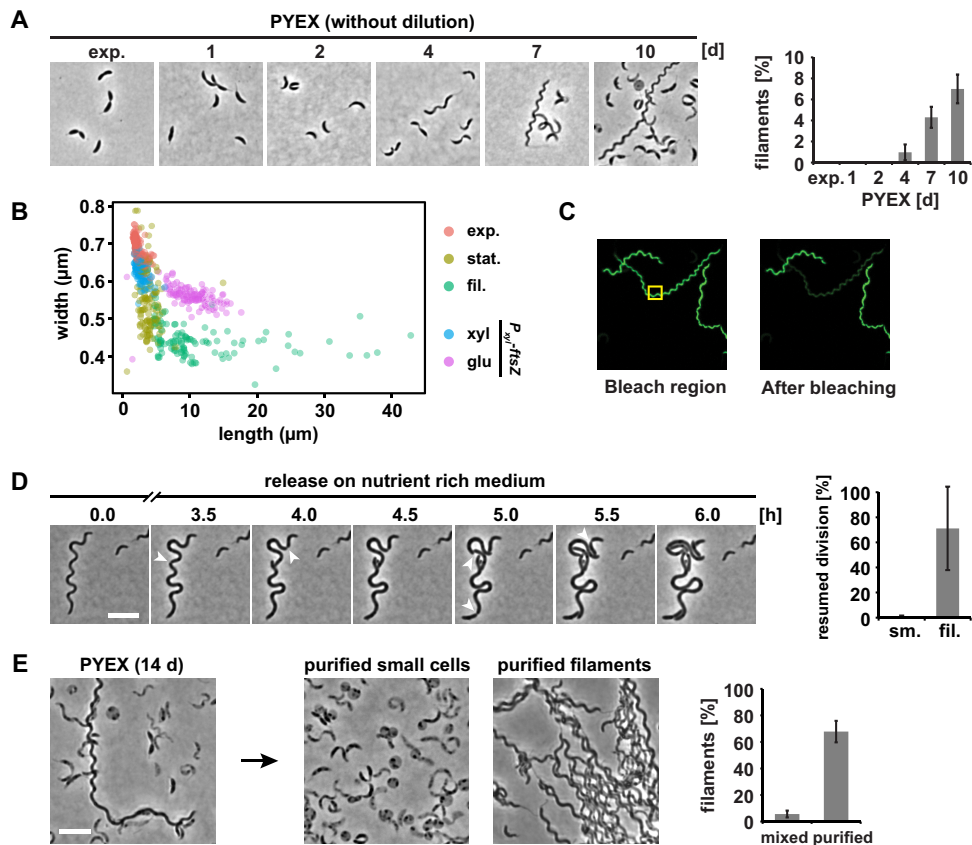 A
PYEX (without dilution)
exp. 1 2 4 7 10 [d]
filaments [%]
10
8
6
4
2
0
exp. 1 2 4 7 10
PYEX [d]
B
width (µm)
0.8
0.7
0.6
0.5
0.4
0 10 20 30 40
length (µm)
exp.
stat.
fil.
xyl
glu
Pxyl-ftsZ
C
Bleach region
After bleaching
D
release on nutrient rich medium
0.0 3.5 4.0 4.5 5.0 5.5 6.0 [h]
resumed division [%]
100
80
60
40
20
0
sm. fil.
E
PYEX (14 d)
purified small cells
purified filaments
filaments [%]
100
80
60
40
20
0
mixed purified